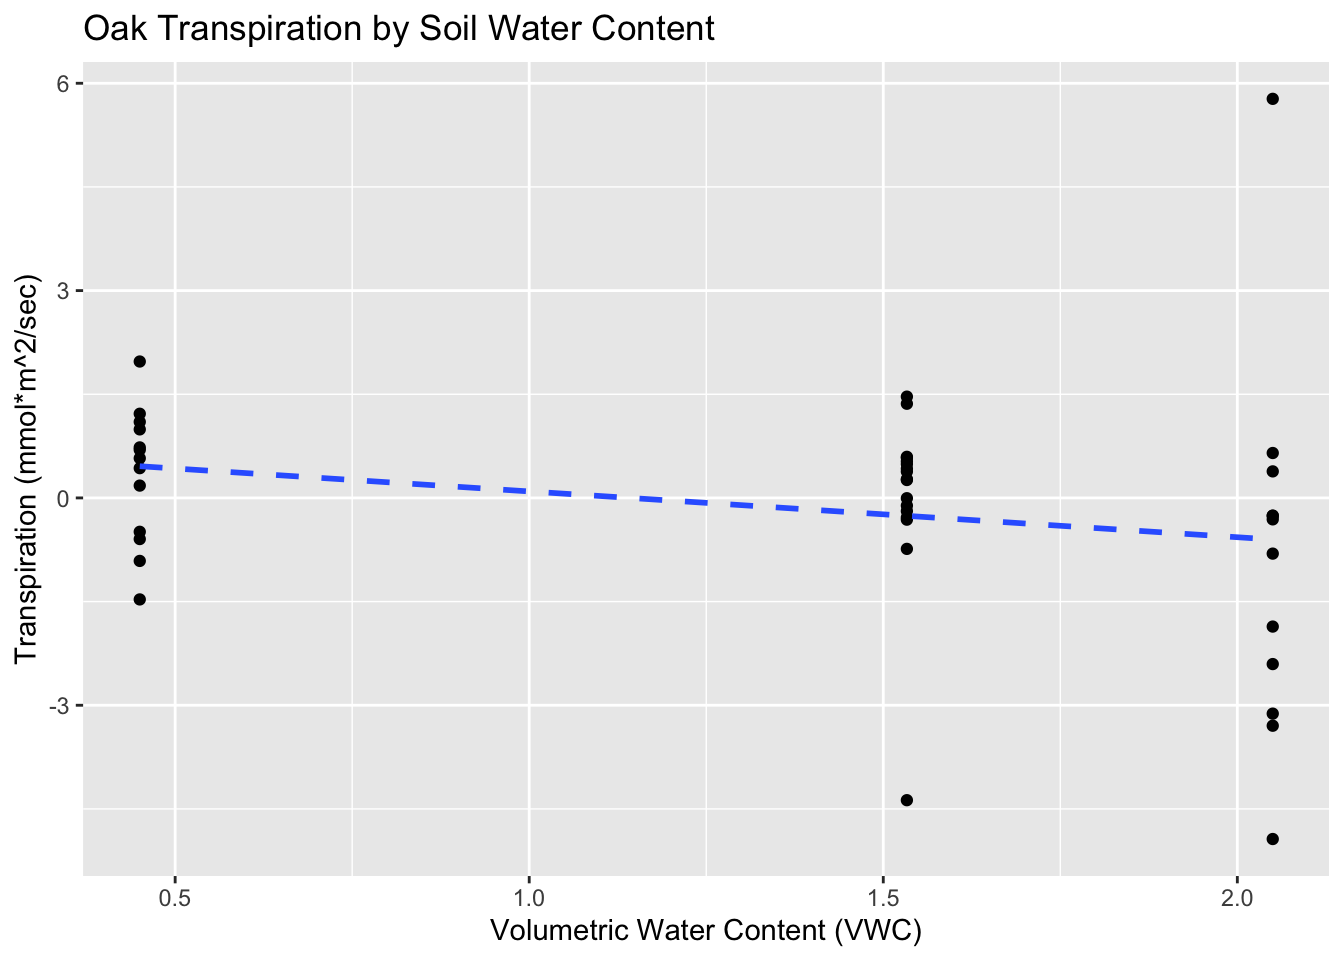 Oak Transpiration by Soil Water Content
6
3
0
-3
Transpiration (mmol*m^2/sec)
0.5 1.0 1.5 2.0
Volumetric Water Content (VWC)